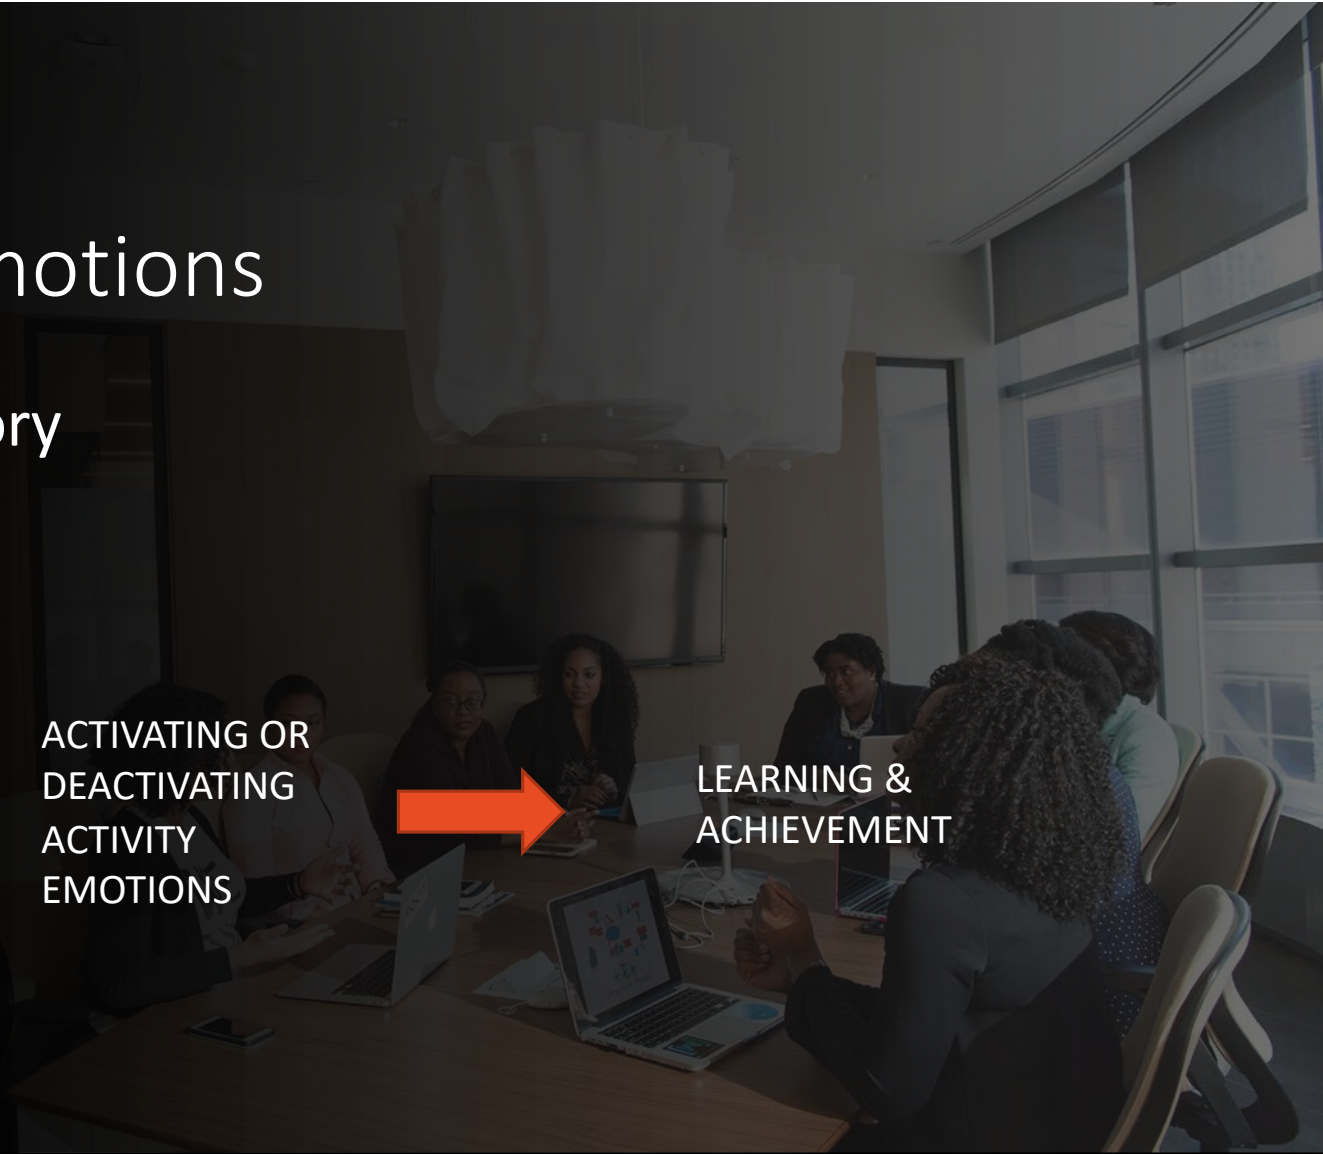 notions
ory
ACTIVATING OR
DEACTIVATING
ACTIVITY
EMOTIONS
LEARNING &
ACHIEVEMENT